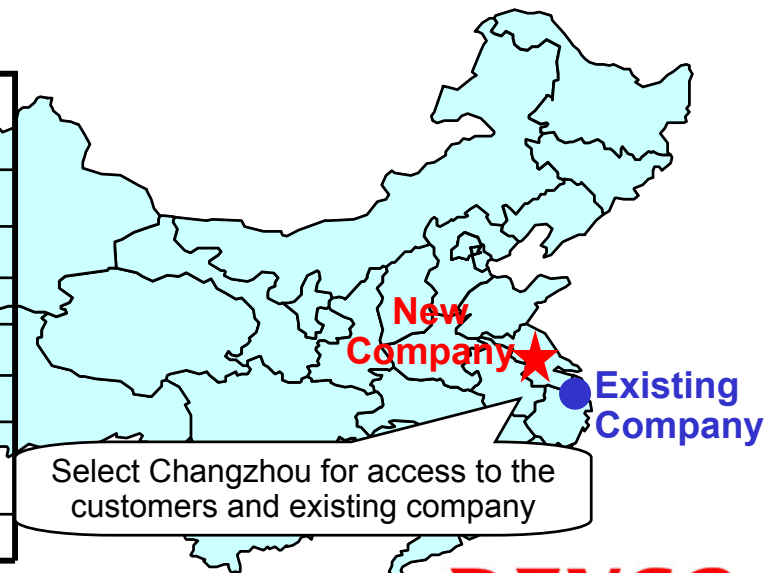 New
Company
Existing
Company
Select Changzhou for access to the
customers and existing company